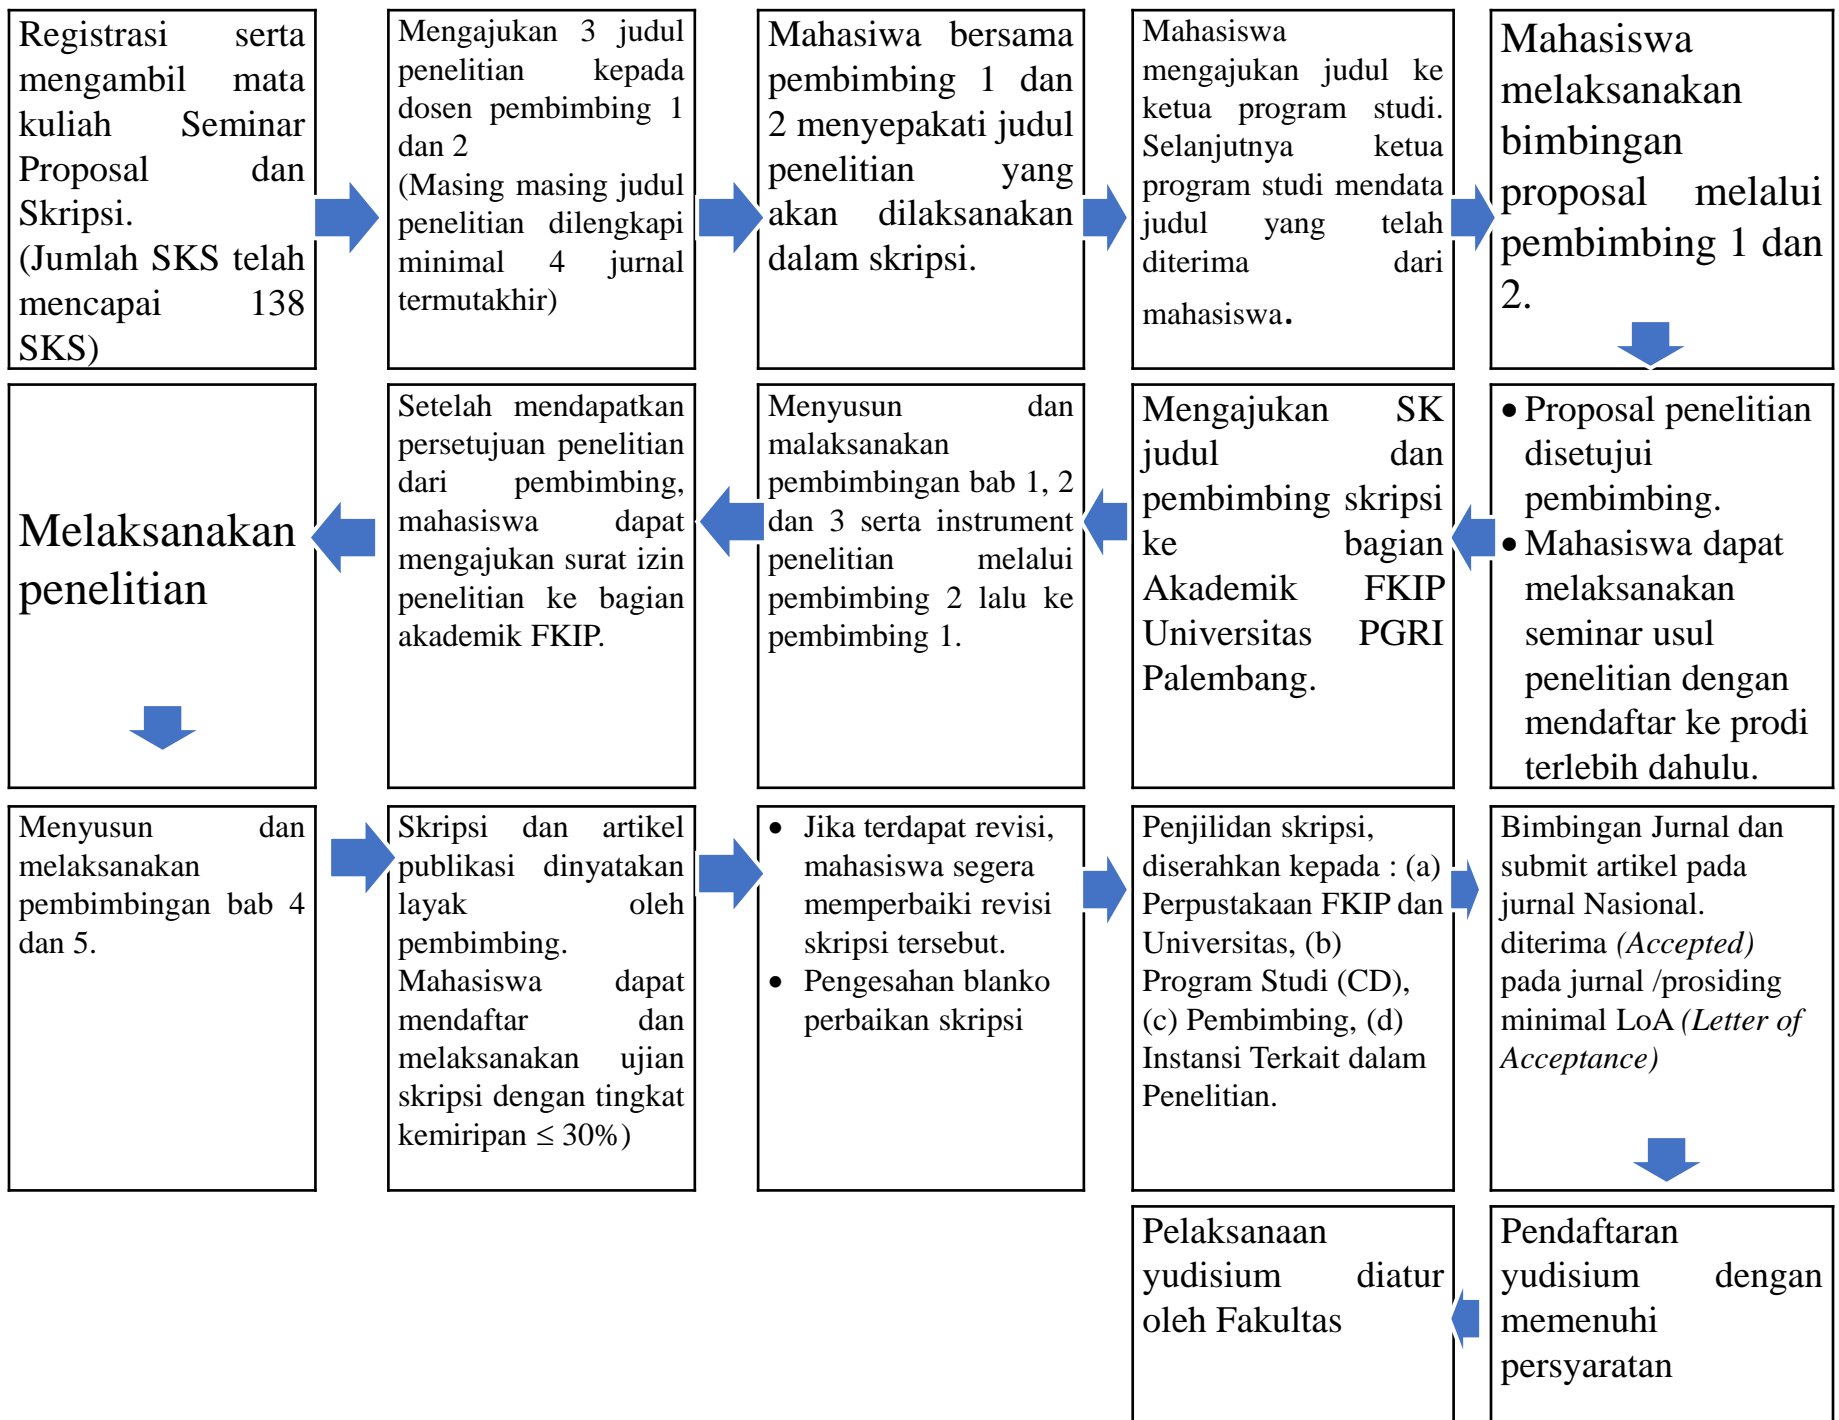 Registrasi serta
mengambil mata
kuliah Seminar
Proposal dan
Skripsi.
(Jumlah SKS telah
mencapai 138
SKS)
Mengajukan 3 judul
penelitian kepada
dosen pembimbing 1
dan 2
(Masing masing judul
penelitian dilengkapi
minimal 4 jurnal
termutakhir)
Mahasiwa bersama
pembimbing 1 dan
2 menyepakati judul
penelitian yang
akan dilaksanakan
dalam skripsi.
Mahasiswa
mengajukan judul ke
ketua program studi.
Selanjutnya ketua
program studi mendata
judul yang telah
diterima dari
mahasiswa.
Mahasiswa
melaksanakan
bimbingan
proposal melalui
pembimbing 1 dan
2.
• Proposal penelitian
disetujui
pembimbing.
• Mahasiswa dapat
melaksanakan
seminar usul
penelitian dengan
mendaftar ke prodi
terlebih dahulu.
Mengajukan SK
judul dan
pembimbing skripsi
ke bagian
Akademik FKIP
Universitas PGRI
Palembang.
Menyusun dan
malaksanakan
pembimbingan bab 1, 2
dan 3 serta instrument
penelitian melalui
pembimbing 2 lalu ke
pembimbing 1.
Setelah mendapatkan
persetujuan penelitian
dari pembimbing,
mahasiswa dapat
mengajukan surat izin
penelitian ke bagian
akademik FKIP.
Melaksanakan
penelitian
Menyusun dan
melaksanakan
pembimbingan bab 4
dan 5.
Skripsi dan artikel
publikasi dinyatakan
layak oleh
pembimbing.
Mahasiswa dapat
mendaftar dan
melaksanakan ujian
skripsi dengan tingkat
kemiripan ≤ 30%)
• Jika terdapat revisi,
mahasiswa segera
memperbaiki revisi
skripsi tersebut.
• Pengesahan blanko
perbaikan skripsi
Penjilidan skripsi,
diserahkan kepada : (a)
Perpustakaan FKIP dan
Universitas, (b)
Program Studi (CD),
(c) Pembimbing, (d)
Instansi Terkait dalam
Penelitian.
Bimbingan Jurnal dan
submit artikel pada
jurnal Nasional.
diterima (Accepted)
pada jurnal /prosiding
minimal LoA (Letter of
Acceptance)
Pendaftaran
yudisium dengan
memenuhi
persyaratan
Pelaksanaan
yudisium diatur
oleh Fakultas